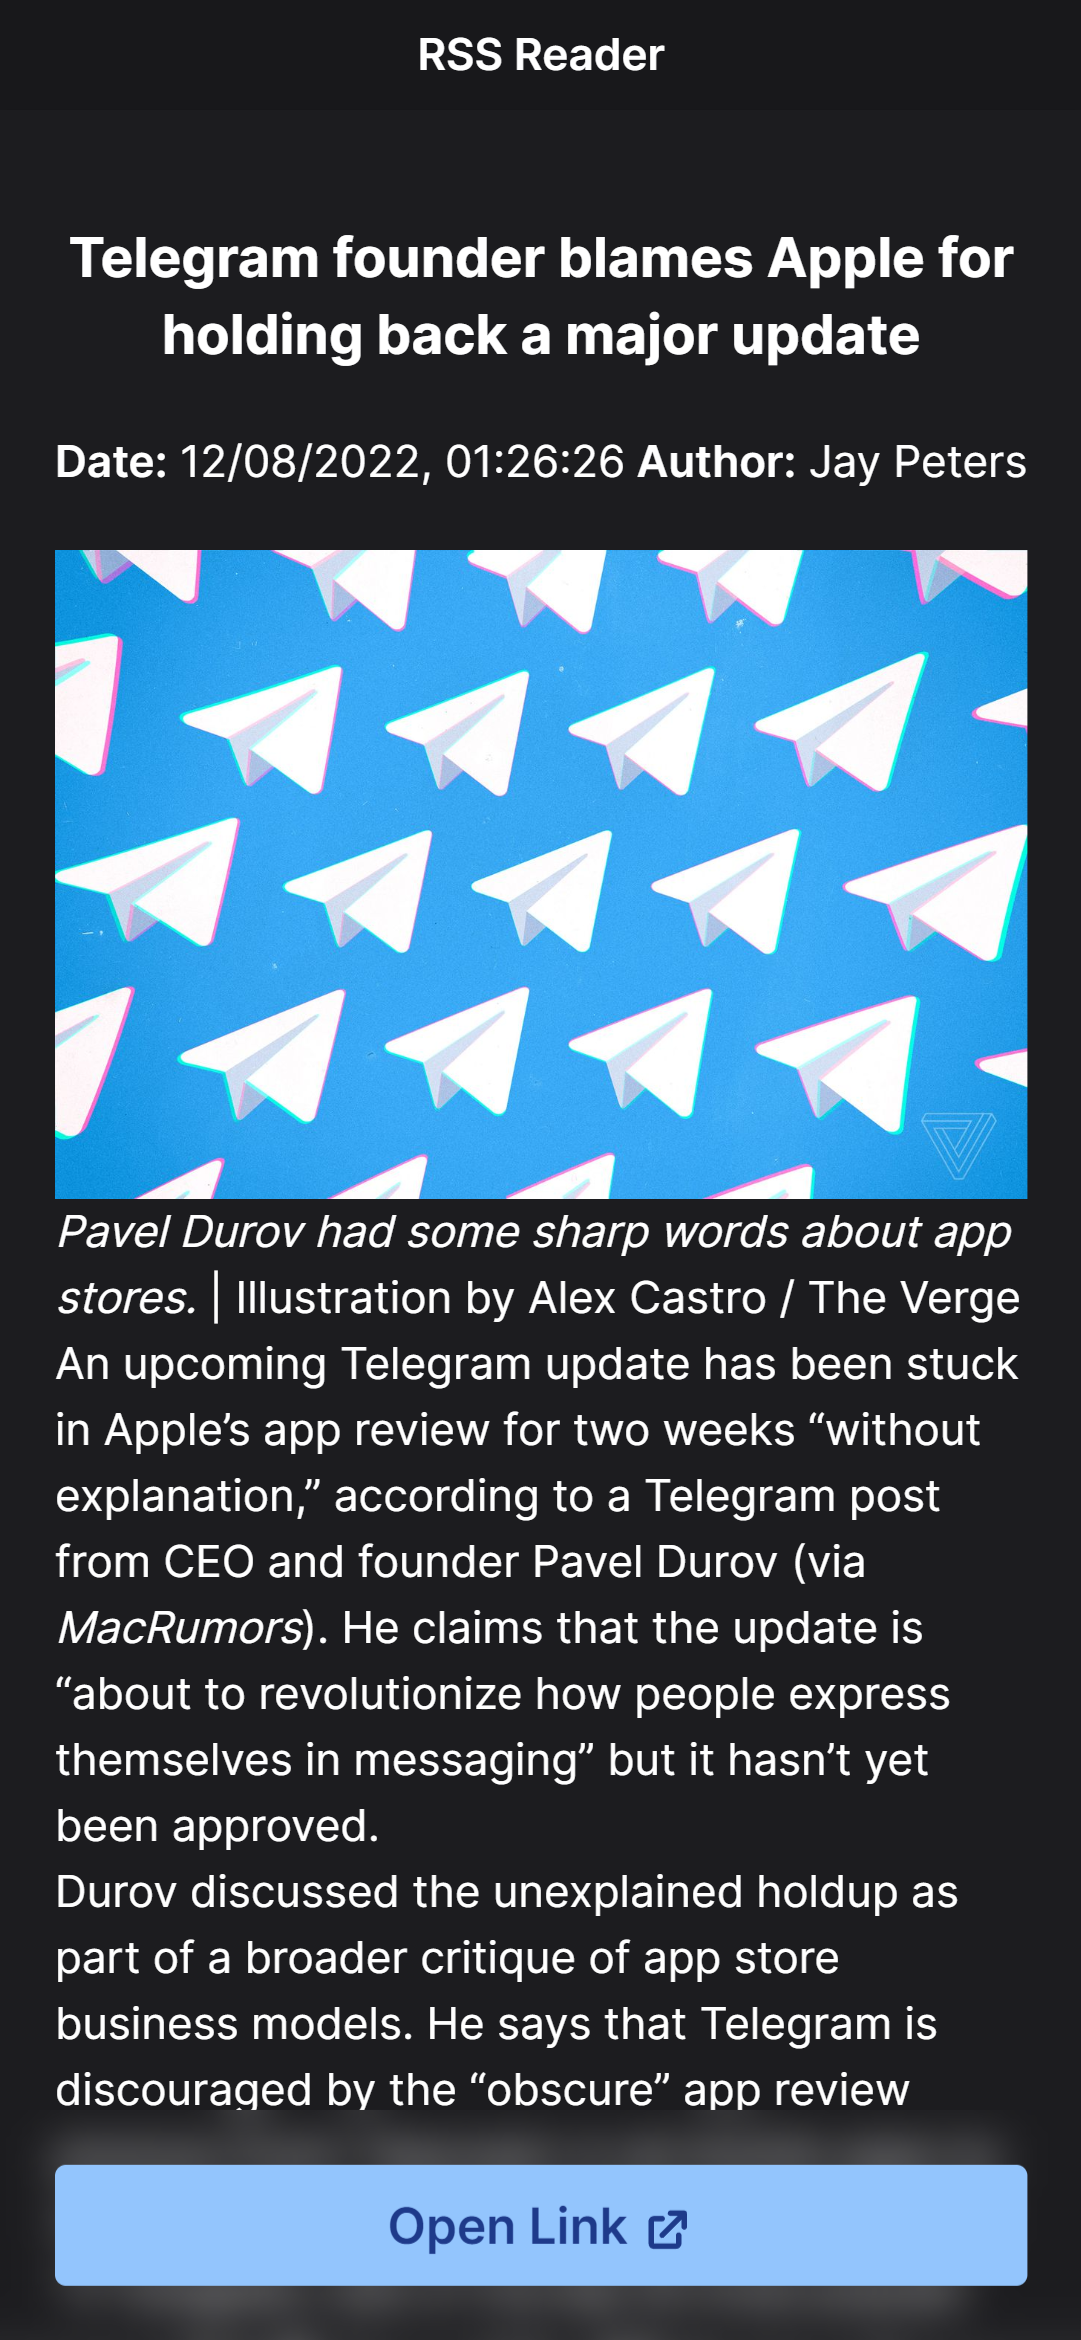 RSS Reader
Telegram founder blames Apple for
holding back a major update
Date: 12/08/2022, 01:26:26 Author: Jay Peters
Pavel Durov had some sharp words about app
stores. | Illustration by Alex Castro / The Verge
An upcoming Telegram update has been stuck
in Apple’s app review for two weeks “without
explanation,” according to a Telegram post
from CEO and founder Pavel Durov (via
MacRumors). He claims that the update is
“about to revolutionize how people express
themselves in messaging” but it hasn’t yet
been approved.
Durov discussed the unexplained holdup as
part of a broader critique of app store
business models. He says that Telegram is
discouraged by the “obscure” app review
Open Link